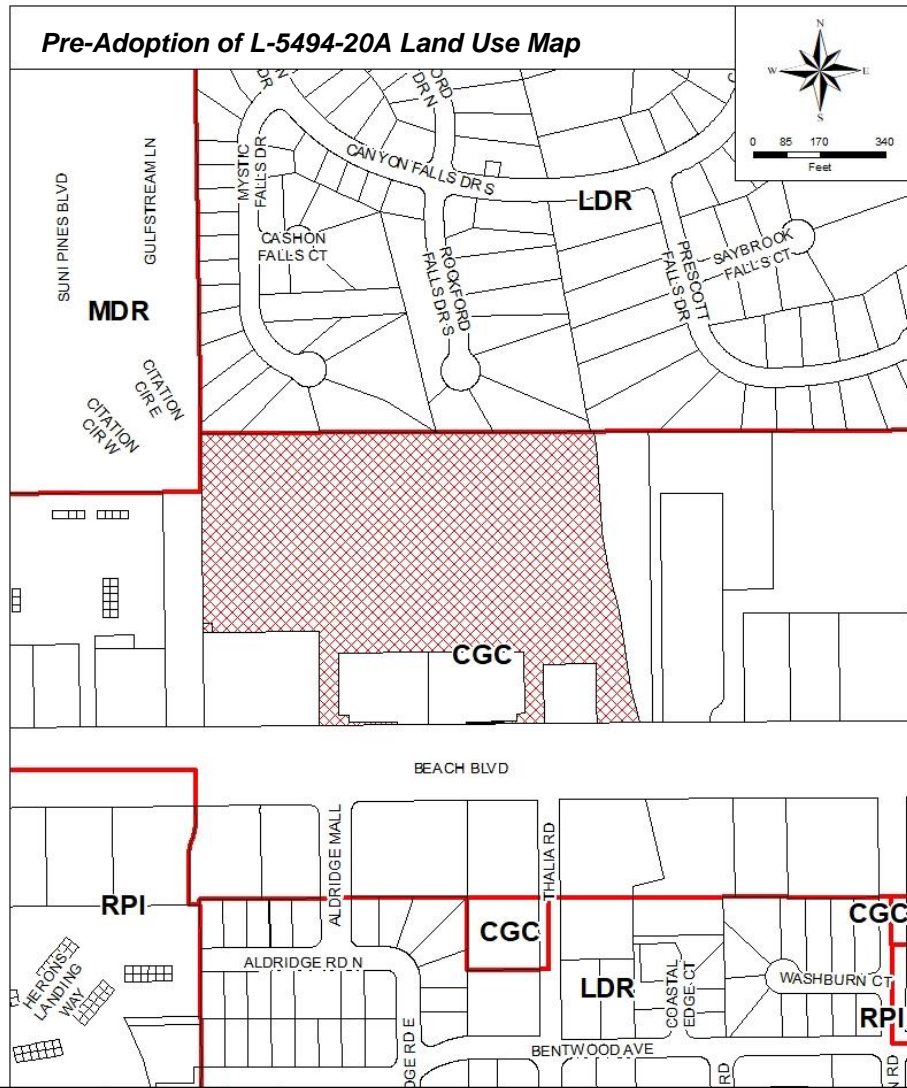 Pre-Adoption of L-5494-20A Land Use Map
N
W E
S
0 85 170 340
Feet
DR
DR N
CANYON FALLS DR S
MYSTIC
FALLS DR
LDR
SUNI PINES BLVD
GULFSTREAM LN
CASHON
FALLS CT
ROCKFORD
FALLS DR S
PRESCOTT
FALLS DR
SAYBROOK
FALLS CT
MDR
CITATION
CIR E
CITATION
CIR W
CGC
BEACH BLVD
ALDRIDGE MALL
THALIA RD
RPI
CGC
CGC
ALDRIDGE RD N
HERONS
LANDING
WAY
LDR
COASTAL
EDGE CT
WASHBURN CT
RPI
DGE RD E
BENTWOOD AVE
RD
N RD